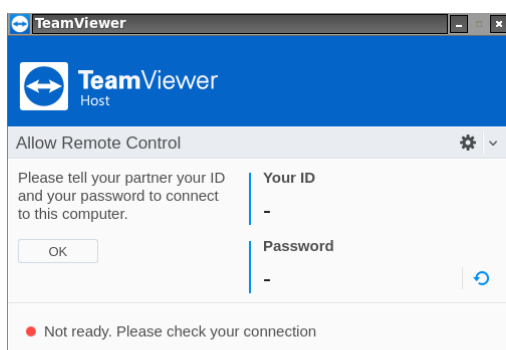 TeamViewer
TeamViewer
Host
Allow Remote Control
Please tell your partner your ID
and your password to connect
to this computer.
OK
Your ID
-
Password
-
Not ready. Please check your connection